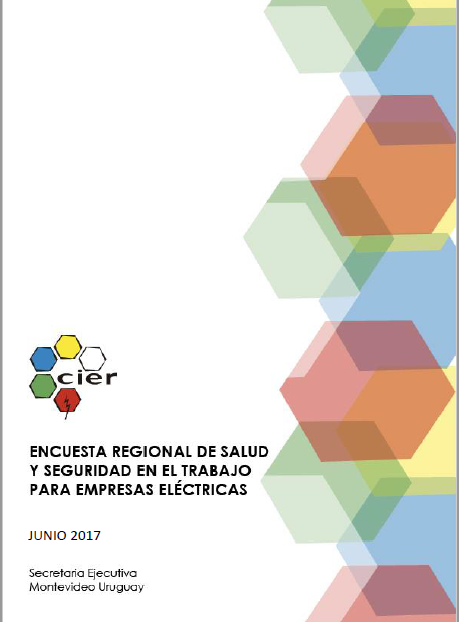 cier
ENCUESTA REGIONAL DE SALUD
Y SEGURIDAD EN EL TRABAJO
PARA EMPRESAS ELÉCTRICAS
JUNIO 2017
Secretaria Ejecutiva
Montevideo Uruguay